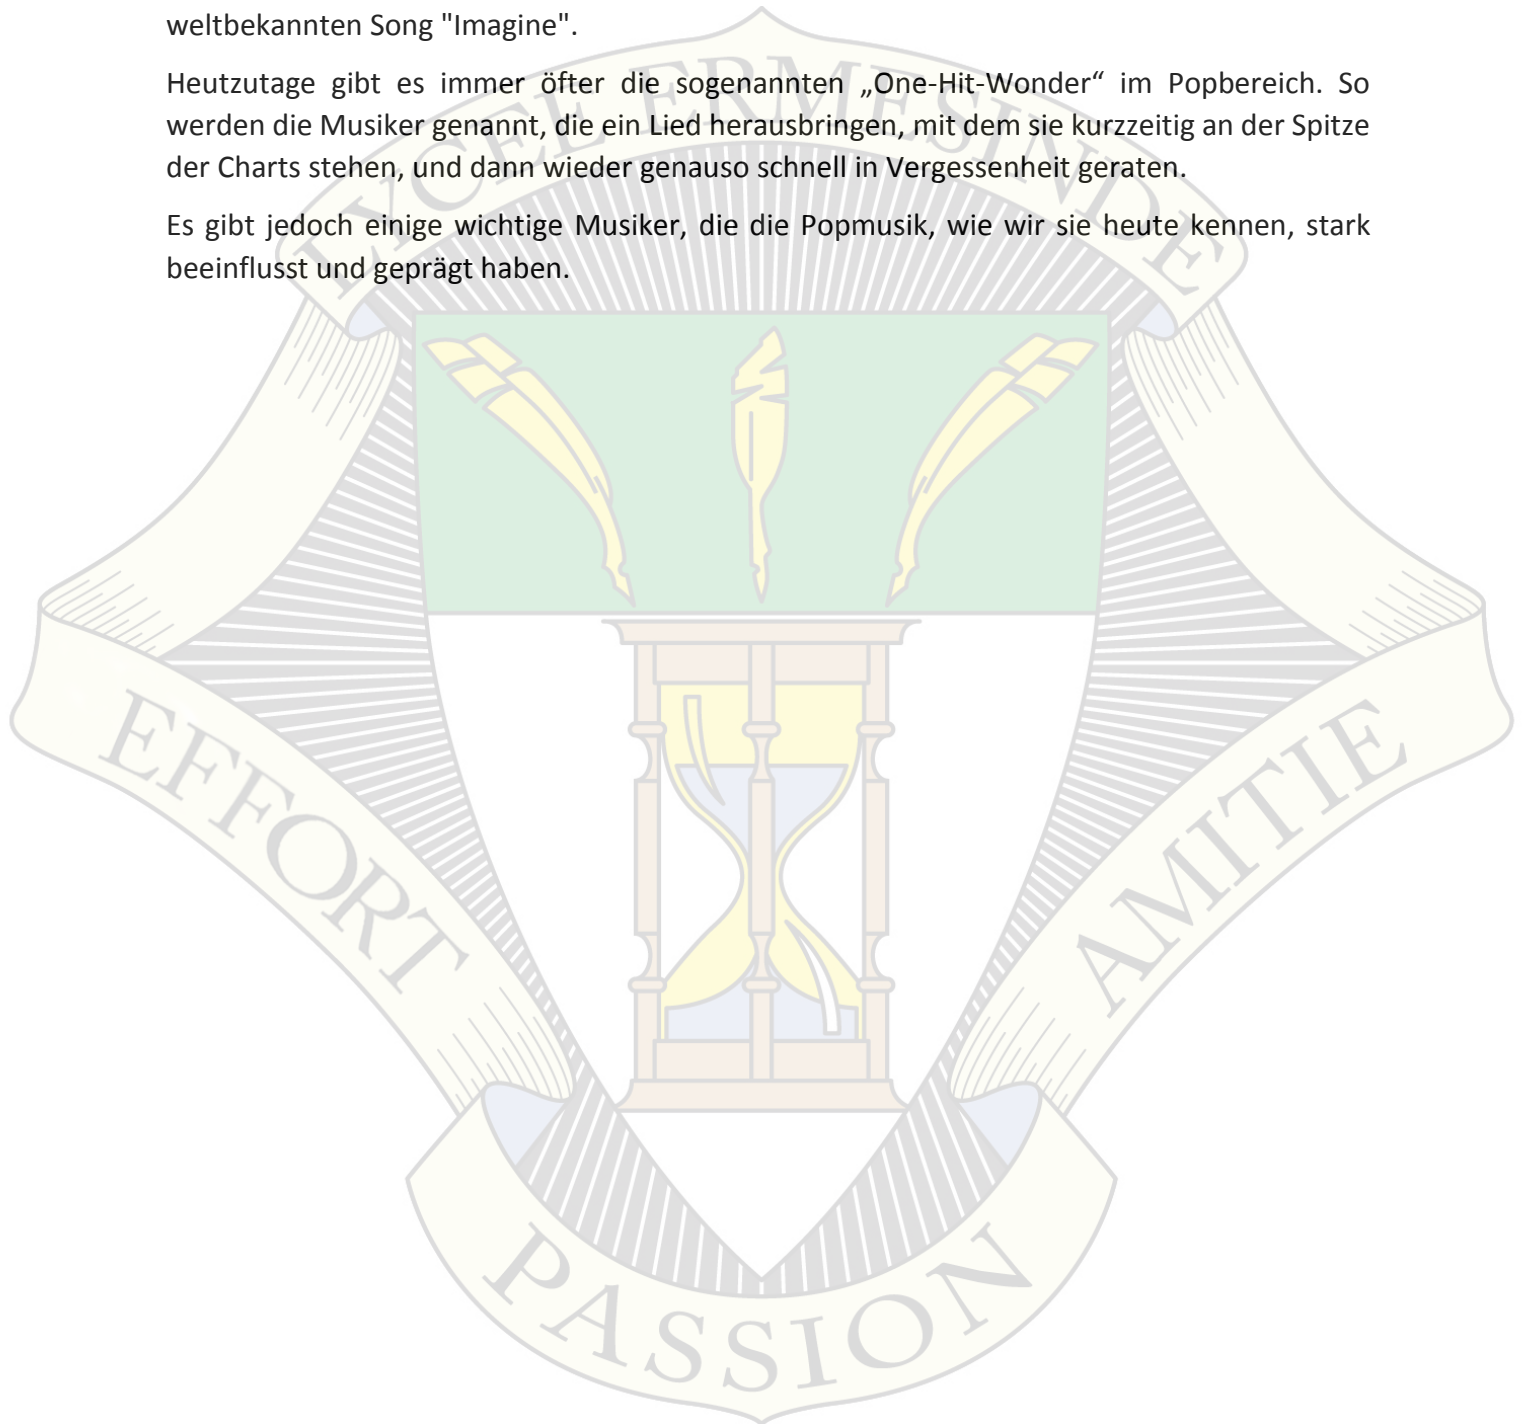 weltbekannten Song "Imagine".
Heutzutage gibt es immer öfter die sogenannten „One-Hit-Wonder“ im Popbereich. So
werden die Musiker genannt, die ein Lied herausbringen, mit dem sie kurzzeitig an der Spitze
der Charts stehen, und dann wieder genauso schnell in Vergessenheit geraten.
Es gibt jedoch einige wichtige Musiker, die die Popmusik, wie wir sie heute kennen, stark
beeinflusst und geprägt haben.
LYCEE ERMESINDE
EFFORT
AMITIE
PASSION